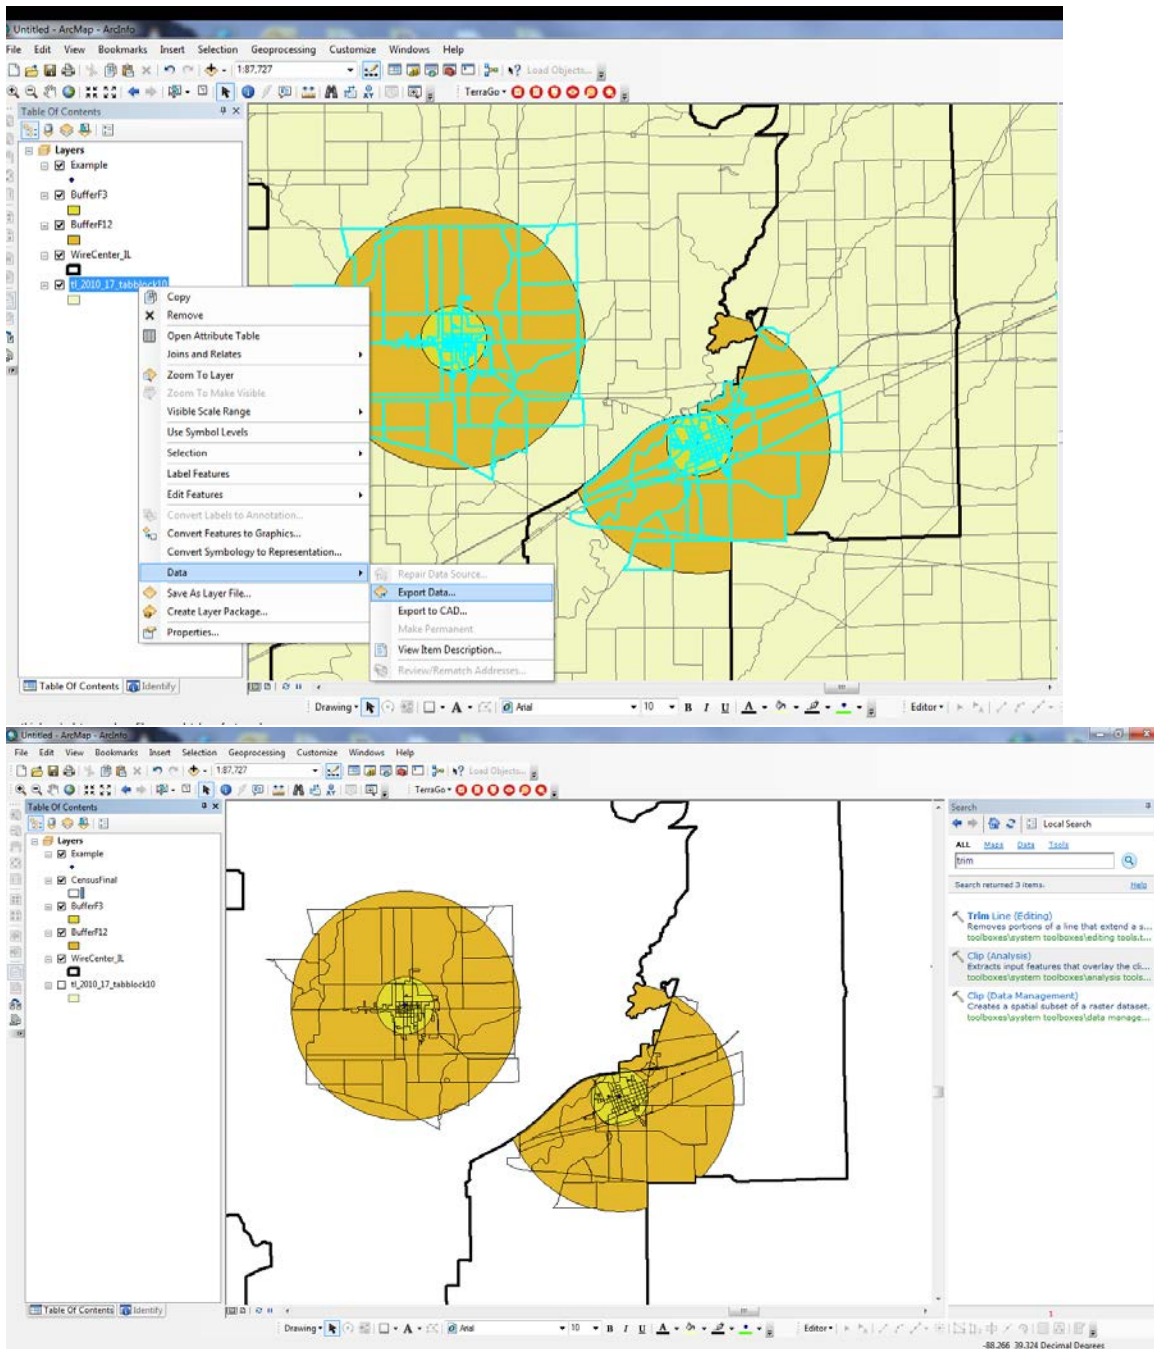 Untitled - ArcMap - ArcInfo
File Edit View Bookmarks Insert Selection Geoprocessing Customize Windows Help
1:87,727 Load Objects...
TerraGo
Table Of Contents
Layers
Example
BufferF3
BufferF12
WireCenter_IL
tl_2010_17_tabblock10
Copy
Remove
Open Attribute Table
Joins and Relates
Zoom To Layer
Zoom To Make Visible
Visible Scale Range
Use Symbol Levels
Selection
Label Features
Edit Features
Convert Labels to Annotation...
Convert Features to Graphics...
Convert Symbology to Representation...
Data
Save As Layer File...
Create Layer Package...
Properties...
Repair Data Source...
Export Data...
Export to CAD...
Make Permanent
View Item Description...
Review/Rematch Addresses...
Table Of Contents Identify
Drawing A Arial 10 B I U A Editor
Untitled - ArcMap - ArcInfo
File Edit View Bookmarks Insert Selection Geoprocessing Customize Windows Help
1:87,727 Load Objects...
TerraGo
Table Of Contents
Layers
Example
CensusFinal
BufferF3
BufferF12
WireCenter_IL
tl_2010_17_tabblock10
Search
Local Search
ALL Maps Data Tools
trim
Search returned 3 items. Help
Trim Line (Editing)
Removes portions of a line that extend a s...
toolboxes\system toolboxes\editing tools.t...
Clip (Analysis)
Extracts input features that overlay the cli...
toolboxes\system toolboxes\analysis tools...
Clip (Data Management)
Creates a spatial subset of a raster dataset.
toolboxes\system toolboxes\data manage...
1
Table Of Contents Identify
Drawing A Arial 10 B I U A Editor
-88.266 39.324 Decimal Degrees